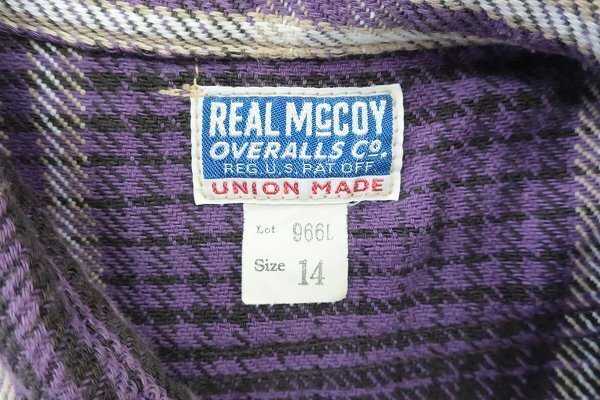 REAL McCOY
OVERALLS Co.
REG U.S. PAT OFF
UNION MADE
Lot 966L
Size 14